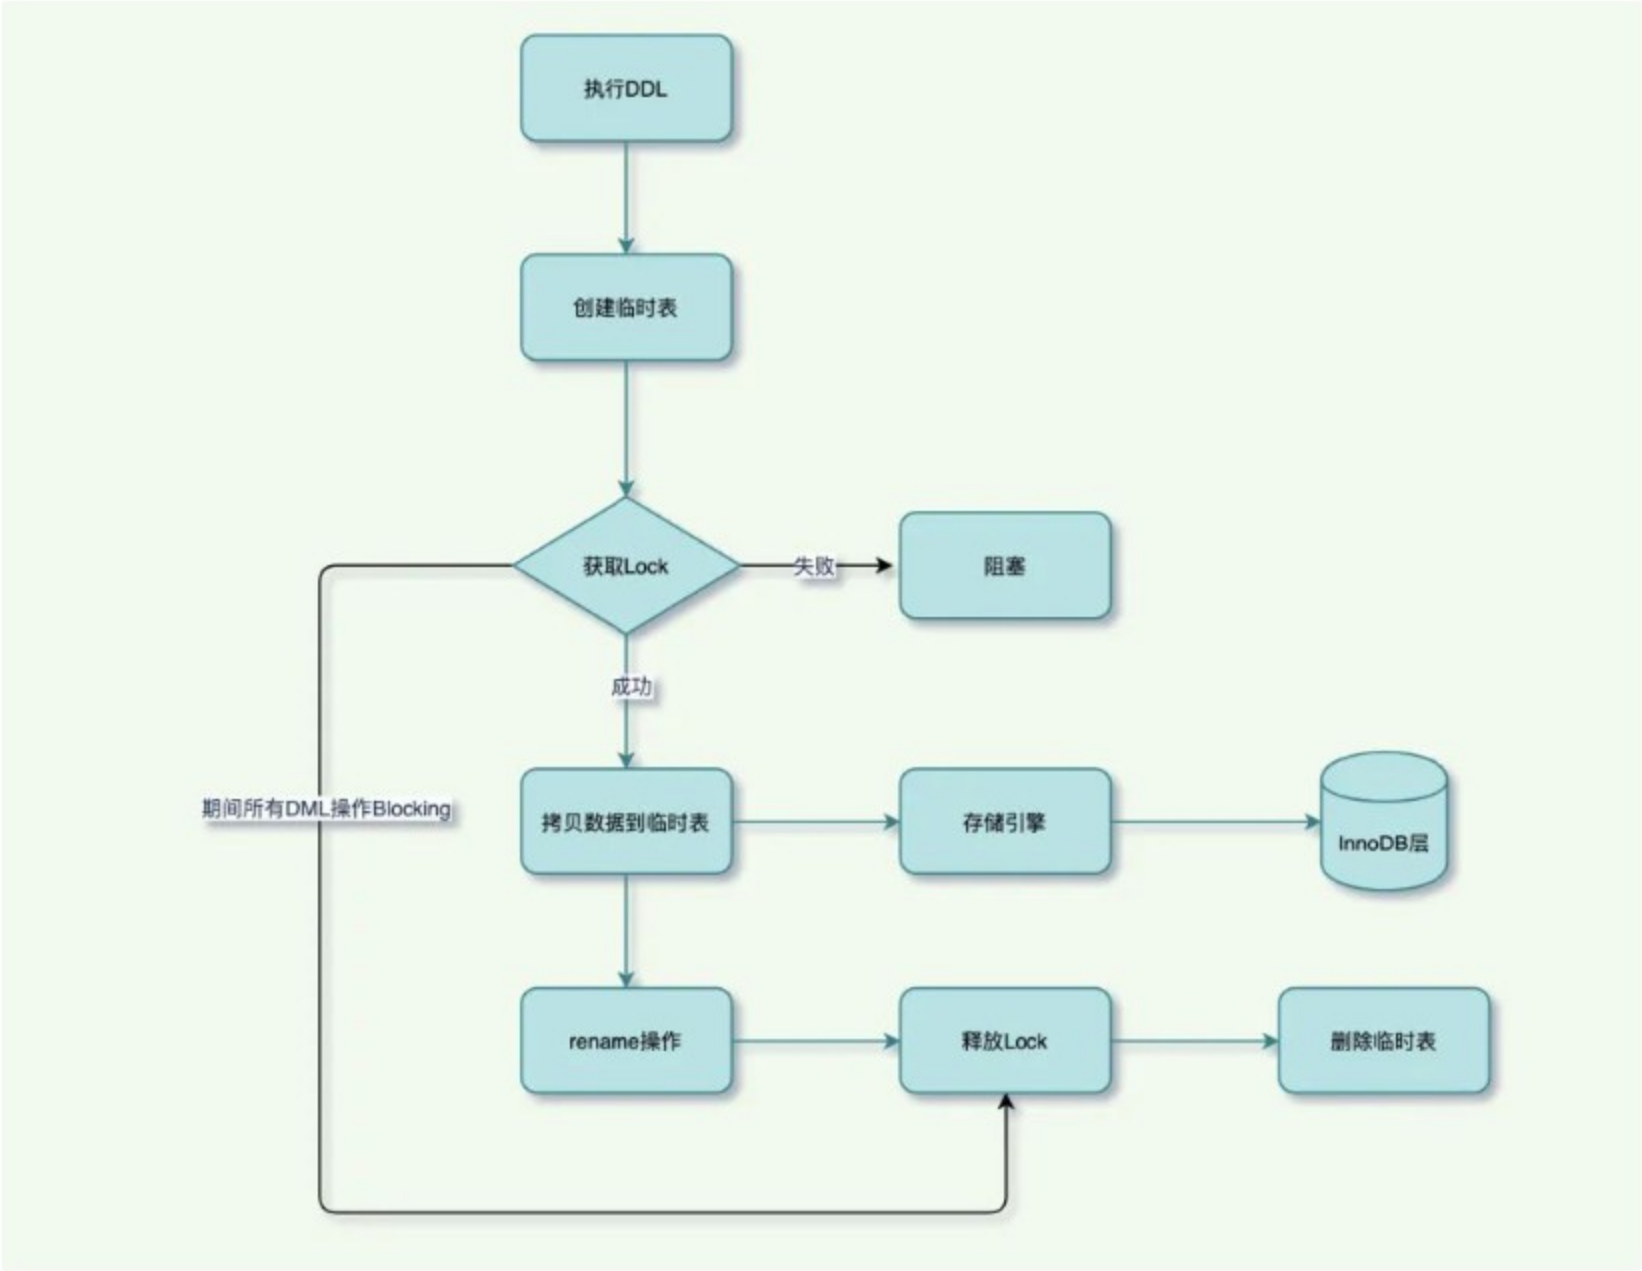 执行DDL
创建临时表
获取Lock
失败
阻塞
成功
期间所有DML操作Blocking
拷贝数据到临时表
存储引擎
InnoDB层
rename操作
释放Lock
删除临时表